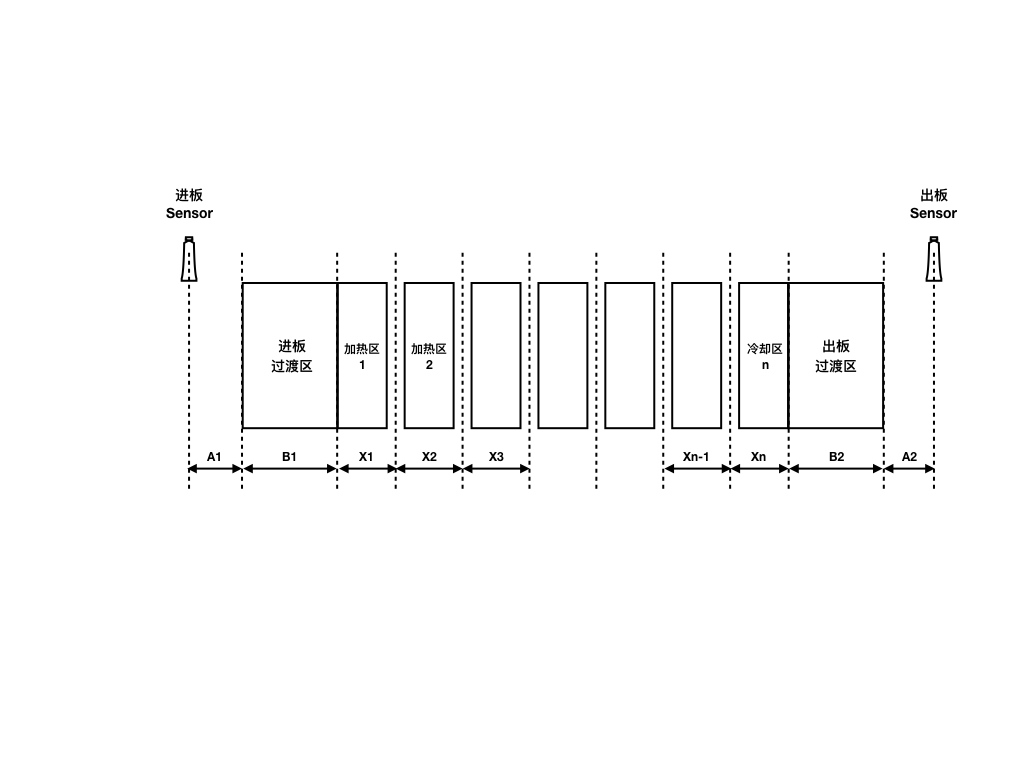 进板
Sensor
出板
Sensor
进板
过渡区
加热区
1
加热区
2
冷却区
n
出板
过渡区
A1
B1
X1
X2
X3
Xn-1
Xn
B2
A2